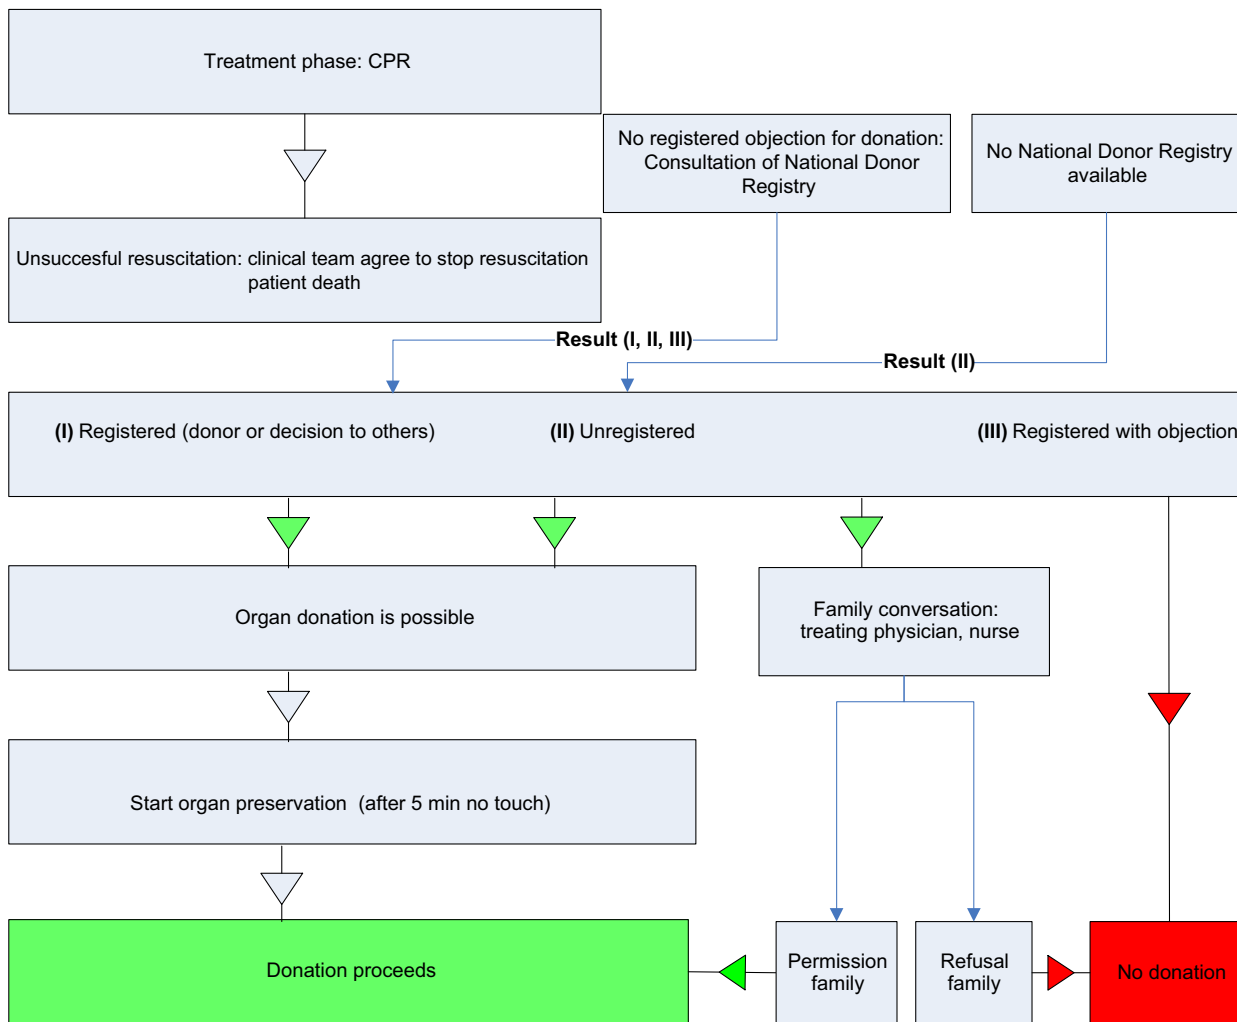 Treatment phase: CPR
No registered objection for donation:
Consultation of National Donor
Registry
No National Donor Registry
available
Unsuccesful resuscitation: clinical team agree to stop resuscitation
patient death
Result (I, II, III)
Result (II)
(I) Registered (donor or decision to others)
(II) Unregistered
(III) Registered with objection
Organ donation is possible
Family conversation:
treating physician, nurse
Start organ preservation (after 5 min no touch)
Donation proceeds
Permission
family
Refusal
family
No donation